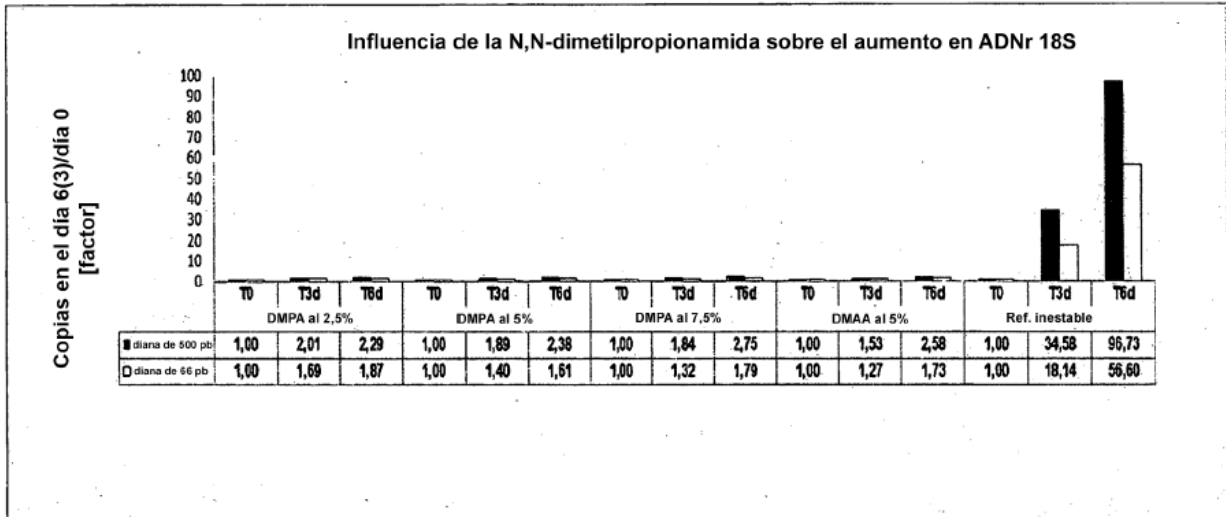 Influencia de la N,N-dimetilpropionamida sobre el aumento en ADNr 18S
Copias en el día 6(3)/día 0
[factor]
100
90
80
70
60
50
40
30
20
10
0
T0 T3d T6d T0 T3d T6d T0 T3d T6d T0 T3d T6d T0 T3d T6d
DMPA al 2,5% DMPA al 5% DMPA al 7,5% DMAA al 5% Ref. inestable
diana de 500 pb 1,00 2,01 2,29 1,00 1,89 2,38 1,00 1,84 2,75 1,00 1,53 2,58 1,00 34,58 96,73
diana de 66 pb 1,00 1,69 1,87 1,00 1,40 1,61 1,00 1,32 1,79 1,00 1,27 1,73 1,00 18,14 56,60